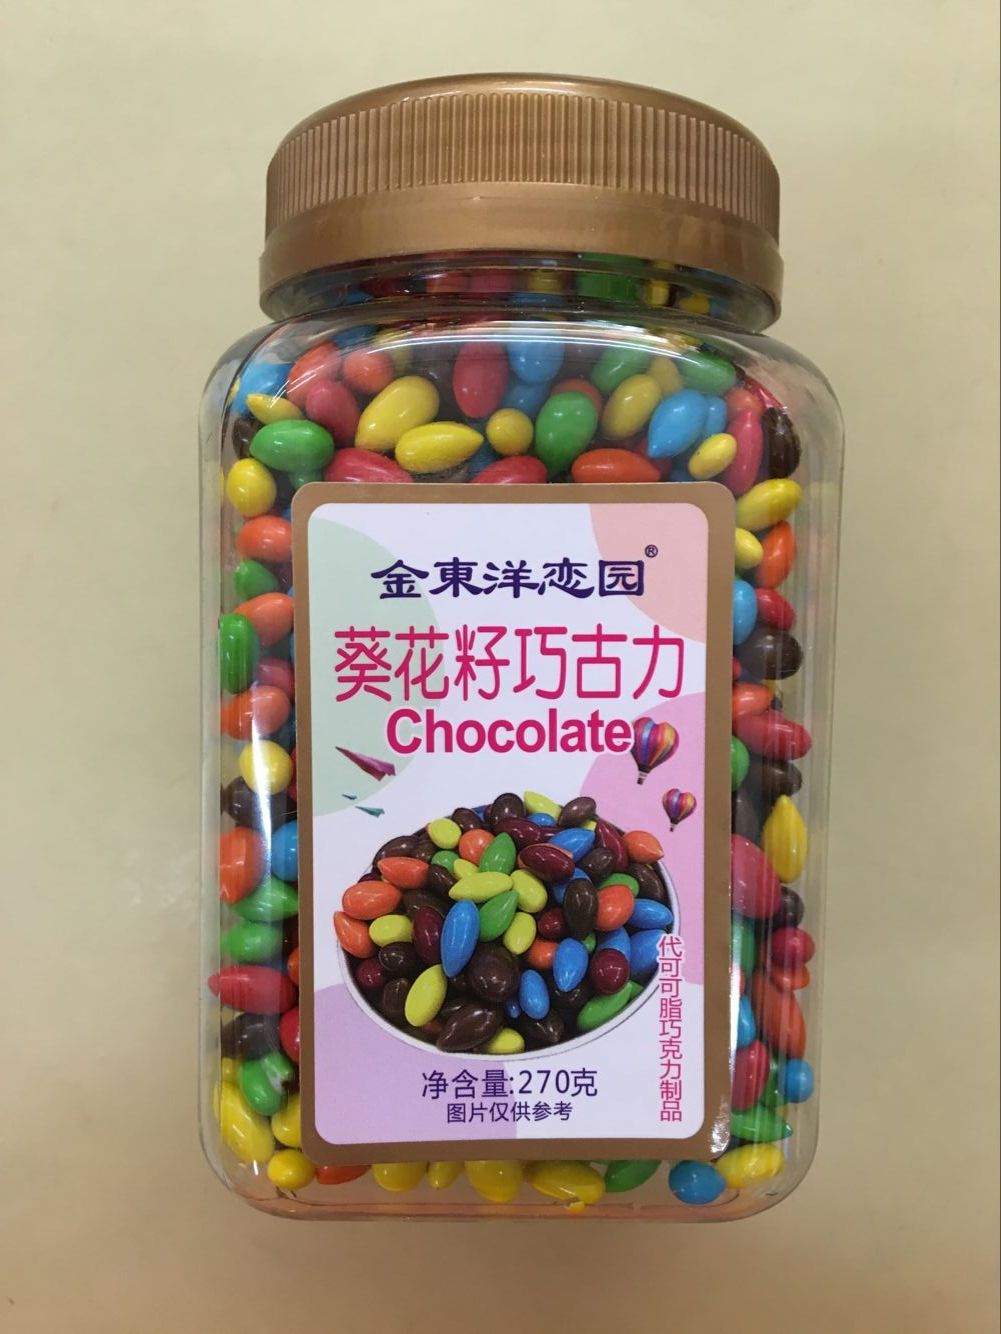 金東洋恋园®
葵花籽巧古力
Chocolate
代可可脂巧克力制品
净含量:270克
图片仅供参考